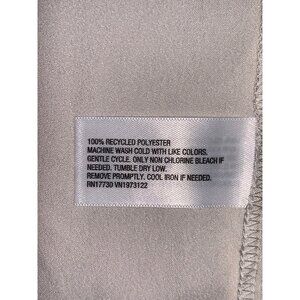 100% RECYCLED POLYESTER
MACHINE WASH COLD WITH LIKE COLORS,
GENTLE CYCLE. ONLY NON CHLORINE BLEACH IF
NEEDED. TUMBLE DRY LOW.
REMOVE PROMPTLY. COOL IRON IF NEEDED.
RN17730 VN1973122